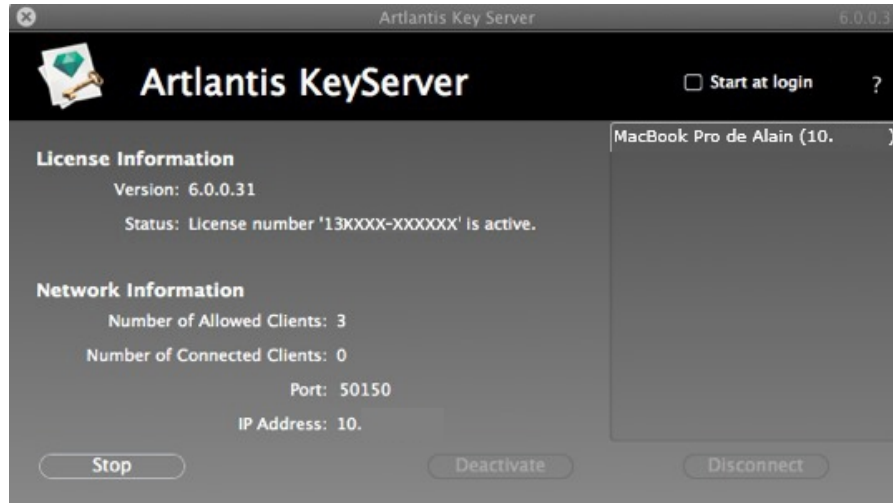 Artlantis Key Server 6.0.0.3
Artlantis KeyServer
Start at login ?
MacBook Pro de Alain (10. )
License Information
Version: 6.0.0.31
Status: License number '13XXXX-XXXXXX' is active.
Network Information
Number of Allowed Clients: 3
Number of Connected Clients: 0
Port: 50150
IP Address: 10.
Stop Deactivate Disconnect